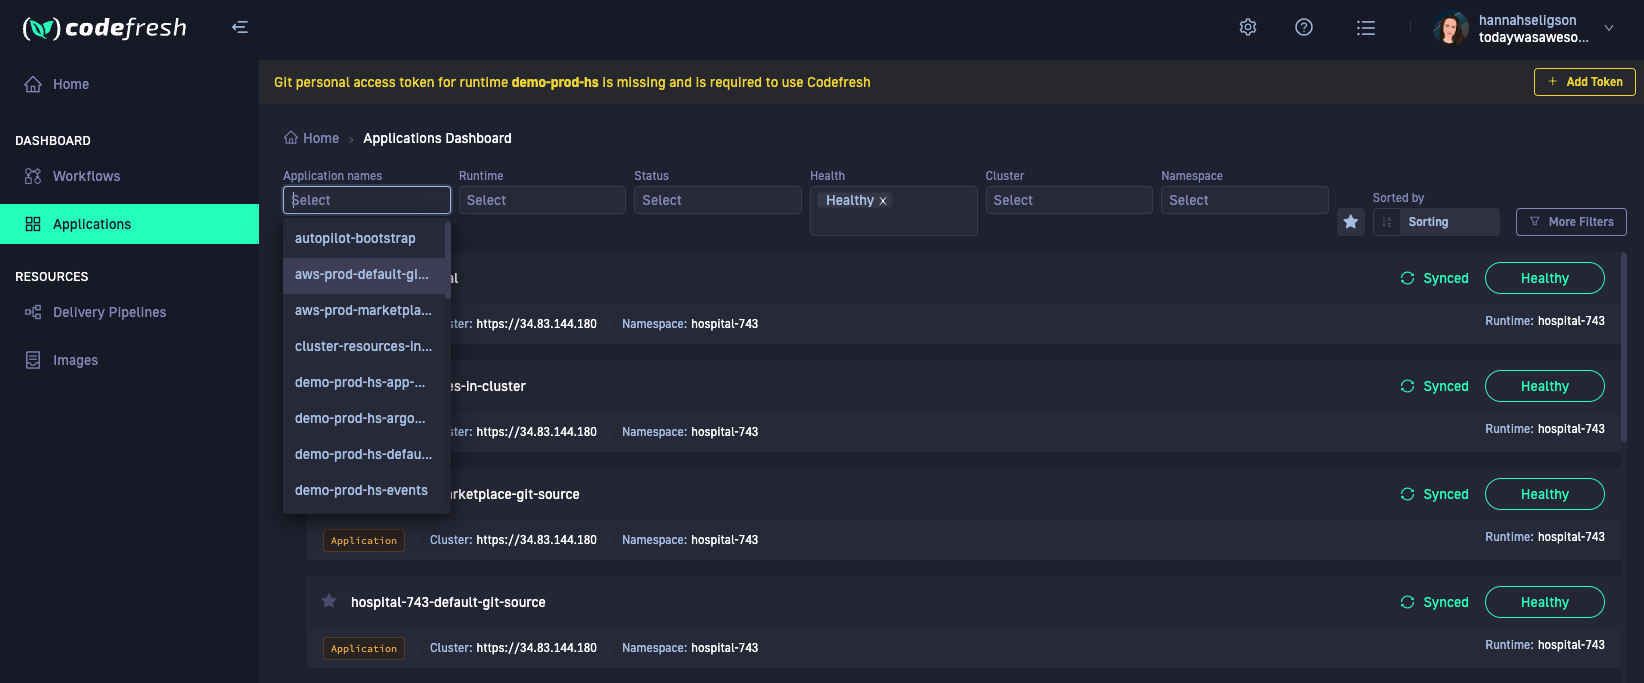 codefresh
hannahseligson
todaywasaweso...
Home
DASHBOARD
Workflows
Applications
RESOURCES
Delivery Pipelines
Images
Git personal access token for runtime demo-prod-hs is missing and is required to use Codefresh
+ Add Token
Home > Applications Dashboard
Application names
Runtime
Status
Health
Cluster
Namespace
Select
Select
Select
Healthy x
Select
Select
Sorted by
Sorting
More Filters
autopilot-bootstrap
aws-prod-default-gi...
aws-prod-marketpla...
cluster-resources-in...
demo-prod-hs-app-...
demo-prod-hs-argo...
demo-prod-hs-defau...
demo-prod-hs-events
al
Synced
Healthy
ster: https://34.83.144.180
Namespace: hospital-743
Runtime: hospital-743
es-in-cluster
Synced
Healthy
ster: https://34.83.144.180
Namespace: hospital-743
Runtime: hospital-743
rketplace-git-source
Synced
Healthy
Application
Cluster: https://34.83.144.180
Namespace: hospital-743
Runtime: hospital-743
hospital-743-default-git-source
Synced
Healthy
Application
Cluster: https://34.83.144.180
Namespace: hospital-743
Runtime: hospital-743